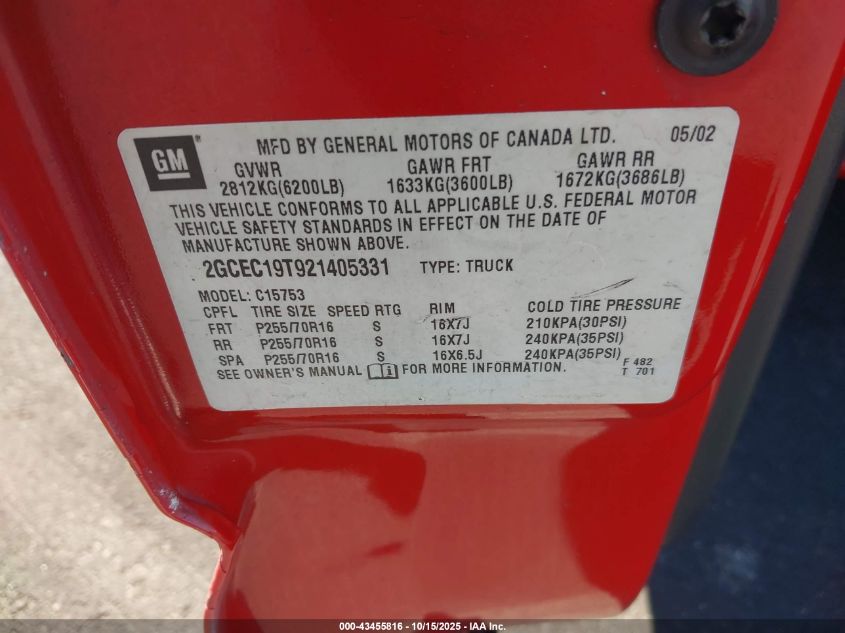 GM
MFD BY GENERAL MOTORS OF CANADA LTD. 05/02
GVWR GAWR FRT GAWR RR
2812KG(6200LB) 1633KG(3600LB) 1672KG(3686LB)
THIS VEHICLE CONFORMS TO ALL APPLICABLE U.S. FEDERAL MOTOR
VEHICLE SAFETY STANDARDS IN EFFECT ON THE DATE OF
MANUFACTURE SHOWN ABOVE.
2GCEC19T921405331 TYPE: TRUCK
MODEL: C15753
CPFL TIRE SIZE SPEED RTG RIM COLD TIRE PRESSURE
FRT P255/70R16 S 16X7J 210KPA(30PSI)
RR P255/70R16 S 16X7J 240KPA(35PSI)
SPA P255/70R16 S 16X6.5J 240KPA(35PSI)
SEE OWNER'S MANUAL i FOR MORE INFORMATION.
F 482
T 701
000-43455816 - 10/15/2025 - IAA Inc.